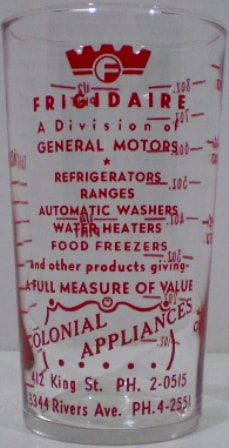 F
FRIGIDAIRE
A Division of
GENERAL MOTORS
★
REFRIGERATORS
RANGES
AUTOMATIC WASHERS
WATER HEATERS
FOOD FREEZERS
and other products giving
A FULL MEASURE OF VALUE
COLONIAL
APPLIANCES
412 King St. PH. 2-0515
3344 Rivers Ave. PH. 4-2551